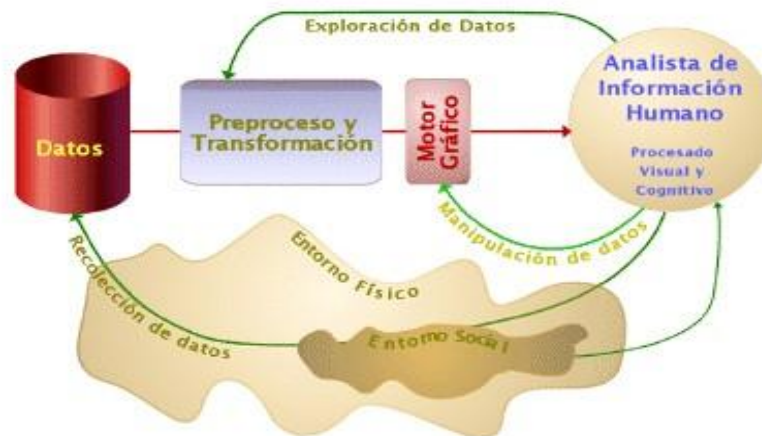 Exploración de Datos
Datos
Preproceso y
Transformación
Motor
Gráfico
Analista de
Información
Humano
Procesado
Visual y
Cognitivo
Manipulación de datos
Recolección de datos
Entorno Físico
Entorno Social